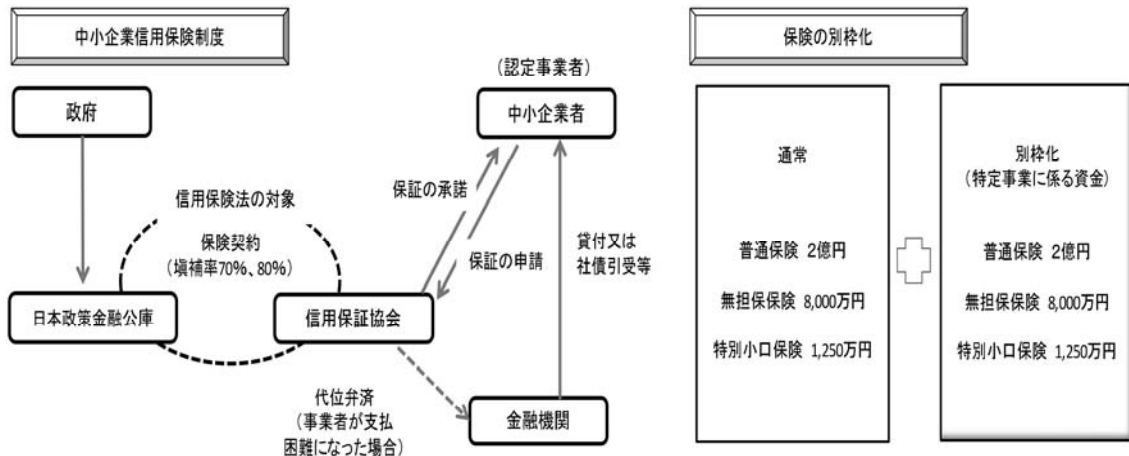 中小企業信用保険制度
政府
(認定事業者)
中小企業者
保証の承諾
保証の申請
貸付又は
社債引受等
信用保険法の対象
保険契約
(塡補率70%、80%)
日本政策金融公庫
信用保証協会
代位弁済
(事業者が支払
困難になった場合)
金融機関
保険の別枠化
通常
普通保険 2億円
無担保保険 8,000万円
特別小口保険 1,250万円
別枠化
(特定事業に係る資金)
普通保険 2億円
無担保保険 8,000万円
特別小口保険 1,250万円